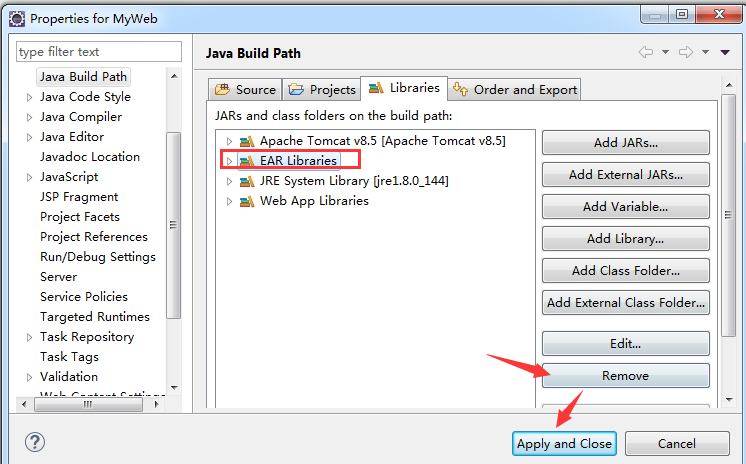 Properties for MyWeb
type filter text
Java Build Path
Java Code Style
Java Compiler
Java Editor
Javadoc Location
JavaScript
JSP Fragment
Project Facets
Project References
Run/Debug Settings
Server
Service Policies
Targeted Runtimes
Task Repository
Task Tags
Validation
Web Content Settings
Java Build Path
Source
Projects
Libraries
Order and Export
JARs and class folders on the build path:
Apache Tomcat v8.5 [Apache Tomcat v8.5]
EAR Libraries
JRE System Library [jre1.8.0_144]
Web App Libraries
Add JARs...
Add External JARs...
Add Variable...
Add Library...
Add Class Folder...
Add External Class Folder...
Edit...
Remove
Apply and Close
Cancel